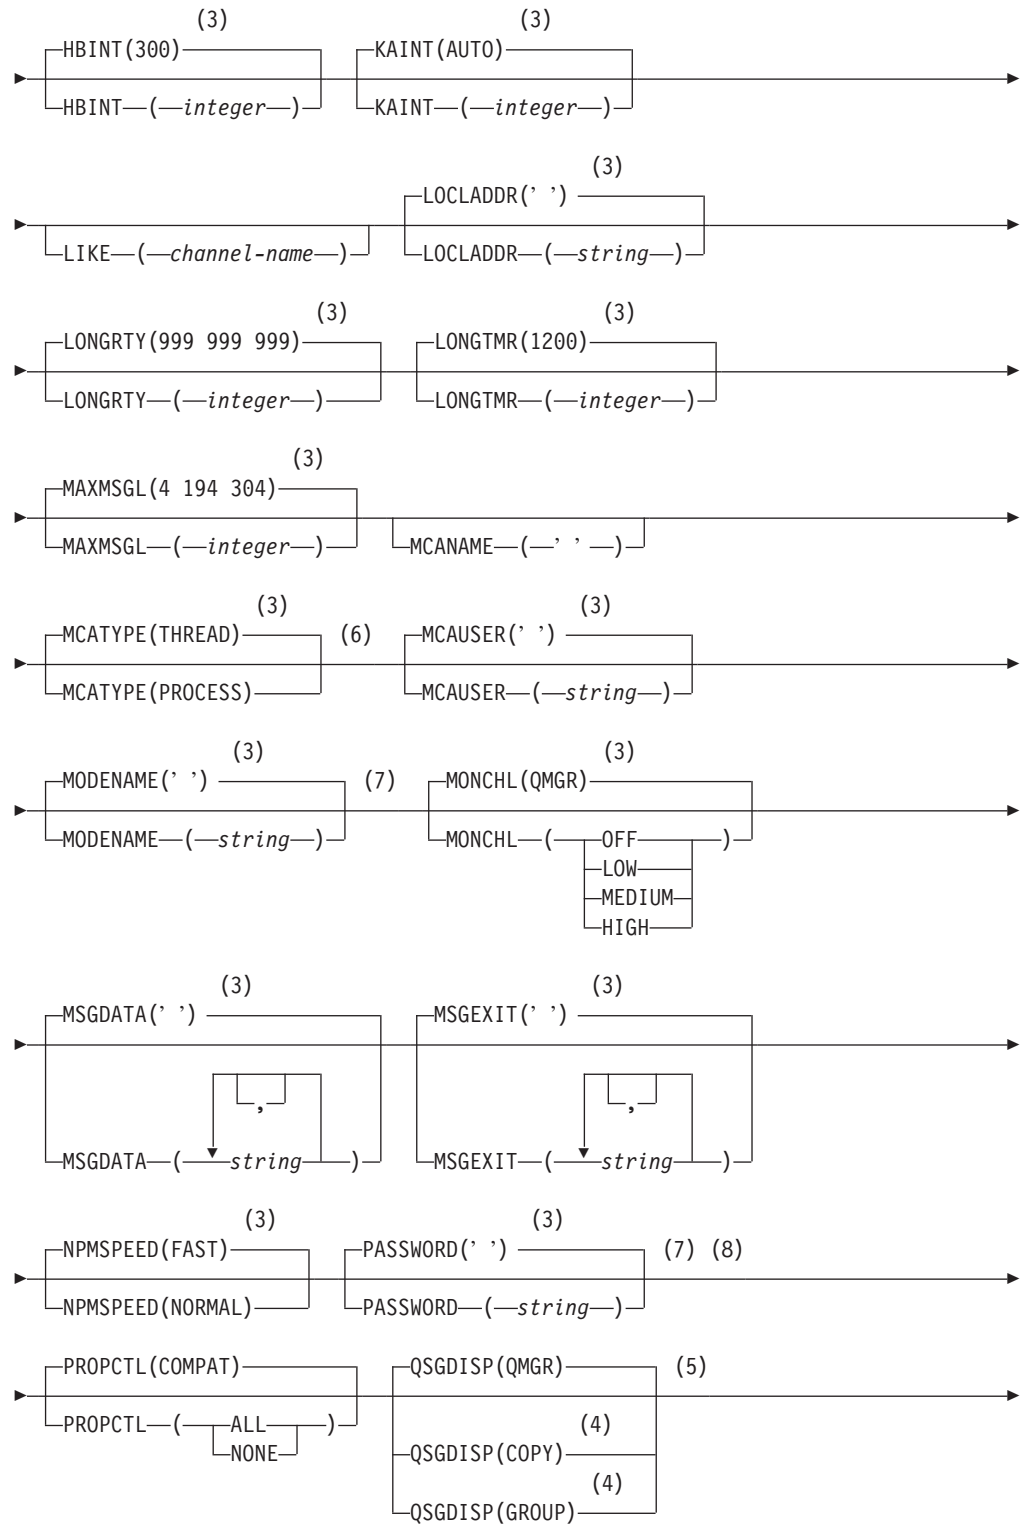 (3) (3)
HBINT(300) KAINT(AUTO)
HBINT (integer) KAINT (integer)
(3)
LOCLADDR(' ')
LIKE (channel-name) LOCLADDR (string)
(3) (3)
LONGRTY(999 999 999) LONGTMR(1200)
LONGRTY (integer) LONGTMR (integer)
(3)
MAXMSGL(4 194 304)
MAXMSGL (integer) MCANAME (' ')
(3) (3)
MCATYPE(THREAD) (6) MCAUSER(' ')
MCATYPE(PROCESS) MCAUSER (string)
(3) (3)
MODENAME(' ') (7) MONCHL(QMGR)
MODENAME (string) MONCHL ( OFF )
LOW
MEDIUM
HIGH
(3) (3)
MSGDATA(' ') MSGEXIT(' ')
, ,
MSGDATA ( string ) MSGEXIT ( string )
(3) (3)
NPMSPEED(FAST) PASSWORD(' ') (7) (8)
NPMSPEED(NORMAL) PASSWORD (string)
PROPCTL(COMPAT) QSGDISP(QMGR) (5)
PROPCTL ( ALL ) (4)
NONE QSGDISP(COPY)
(4)
QSGDISP(GROUP)